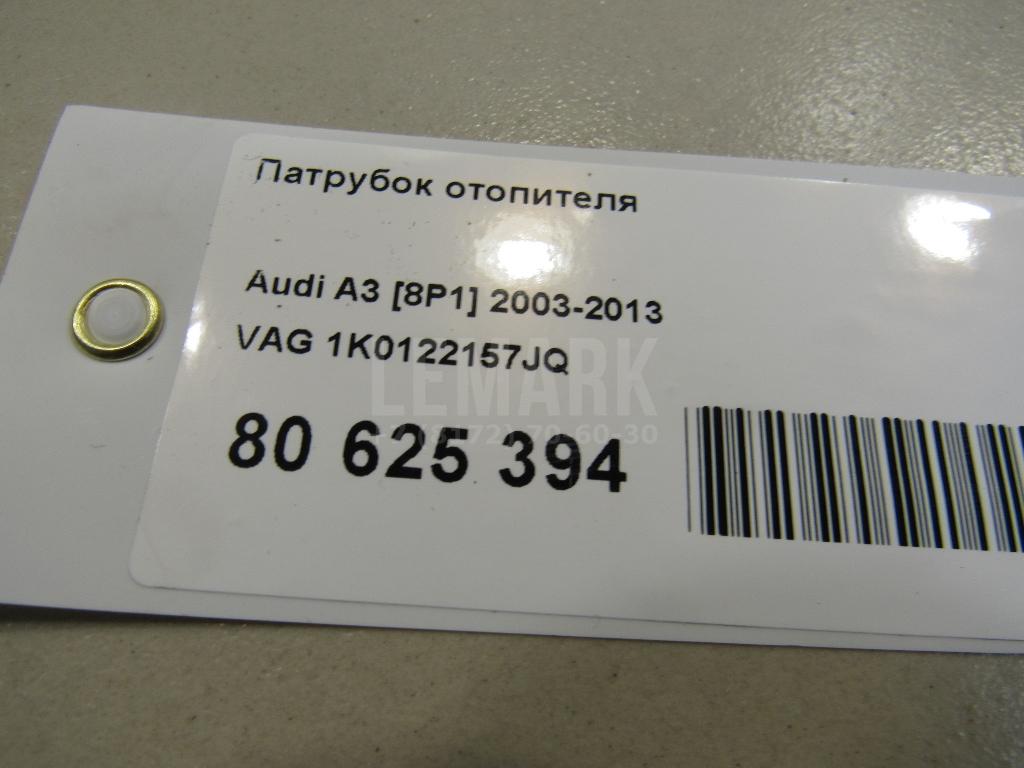 Патрубок отопителя
Audi A3 [8P1] 2003-2013
VAG 1K0122157JQ
LEMARK
80 625 394